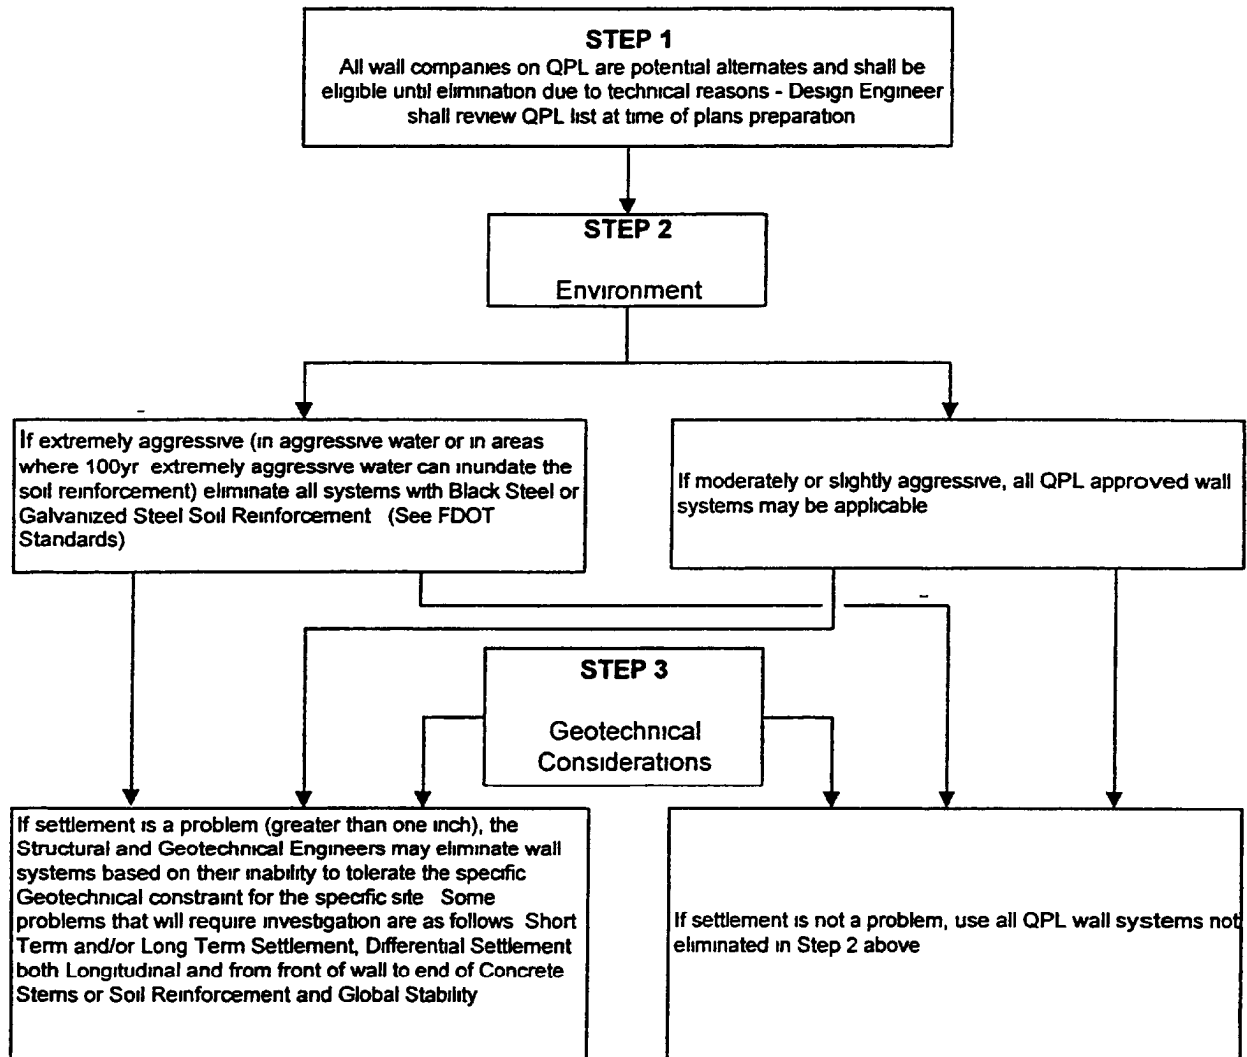 STEP 1
All wall companies on QPL are potential alternates and shall be
eligible until elimination due to technical reasons - Design Engineer
shall review QPL list at time of plans preparation
STEP 2
Environment
If extremely aggressive (in aggressive water or in areas
where 100yr extremely aggressive water can inundate the
soil reinforcement) eliminate all systems with Black Steel or
Galvanized Steel Soil Reinforcement (See FDOT
Standards)
If moderately or slightly aggressive, all QPL approved wall
systems may be applicable
STEP 3
Geotechnical
Considerations
If settlement is a problem (greater than one inch), the
Structural and Geotechnical Engineers may eliminate wall
systems based on their inability to tolerate the specific
Geotechnical constraint for the specific site Some
problems that will require investigation are as follows Short
Term and/or Long Term Settlement, Differential Settlement
both Longitudinal and from front of wall to end of Concrete
Stems or Soil Reinforcement and Global Stability
If settlement is not a problem, use all QPL wall systems not
eliminated in Step 2 above